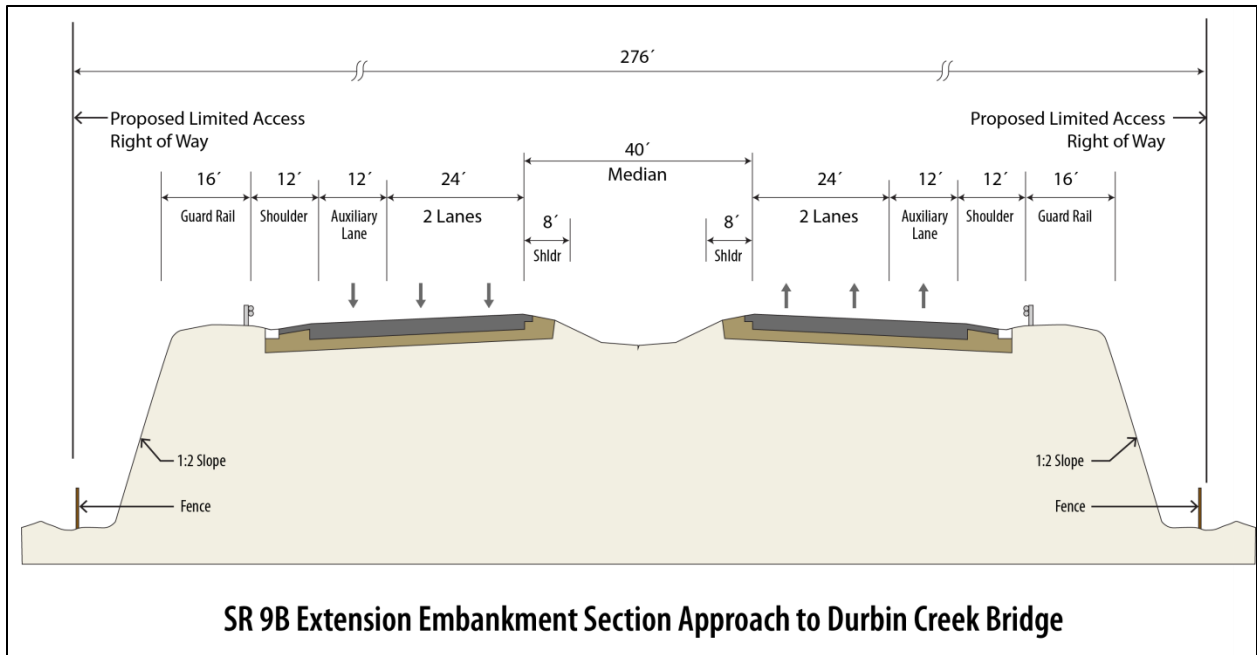 276´
Proposed Limited Access
Right of Way
Proposed Limited Access
Right of Way
40´
Median
16´ 12´ 12´ 24´ 24´ 12´ 12´ 16´
Guard Rail Shoulder Auxiliary
Lane 2 Lanes 2 Lanes Auxiliary
Lane Shoulder Guard Rail
8´
Shldr
8´
Shldr
1:2 Slope
1:2 Slope
Fence
Fence
SR 9B Extension Embankment Section Approach to Durbin Creek Bridge